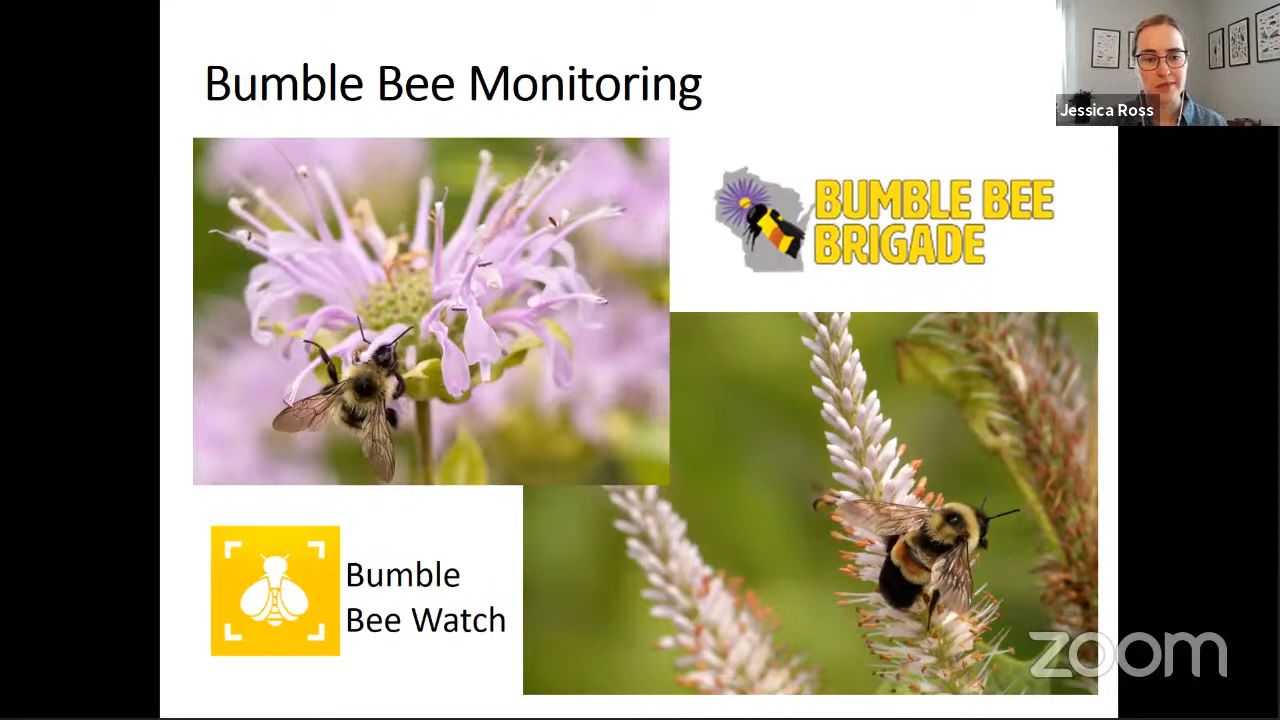 Bumble Bee Monitoring
Jessica Ross
BUMBLE BEE
BRIGADE
Bumble
Bee Watch
zoom